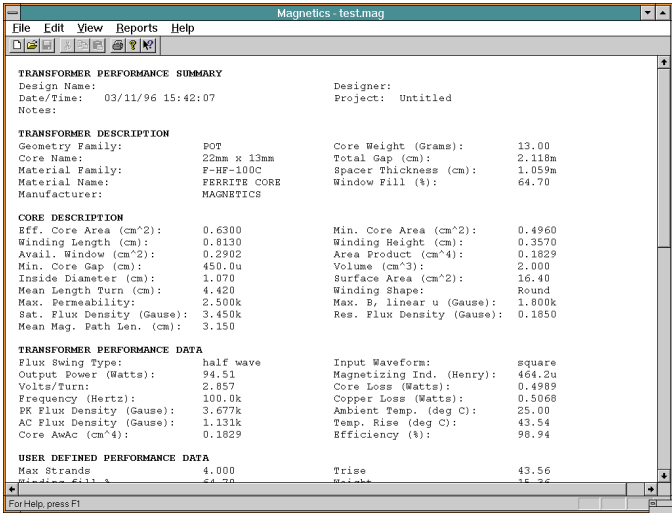 Magnetics - test.mag
File Edit View Reports Help
TRANSFORMER PERFORMANCE SUMMARY
Design Name: Designer:
Date/Time: 03/11/96 15:42:07 Project: Untitled
Notes:
TRANSFORMER DESCRIPTION
Geometry Family: POT Core Weight (Grams): 13.00
Core Name: 22mm x 13mm Total Gap (cm): 2.118m
Material Family: F-HF-100C Spacer Thickness (cm): 1.059m
Material Name: FERRITE CORE Window Fill (%): 64.70
Manufacturer: MAGNETICS
CORE DESCRIPTION
Eff. Core Area (cm^2): 0.6300 Min. Core Area (cm^2): 0.4960
Winding Length (cm): 0.8130 Winding Height (cm): 0.3570
Avail. Window (cm^2): 0.2902 Area Product (cm^4): 0.1829
Min. Core Gap (cm): 450.0u Volume (cm^3): 2.000
Inside Diameter (cm): 1.070 Surface Area (cm^2): 16.40
Mean Length Turn (cm): 4.420 Winding Shape: Round
Max. Permeability: 2.500k Max. B, linear u (Gause): 1.800k
Sat. Flux Density (Gause): 3.450k Res. Flux Density (Gause): 0.1850
Mean Mag. Path Len. (cm): 3.150
TRANSFORMER PERFORMANCE DATA
Flux Swing Type: half wave Input Waveform: square
Output Power (Watts): 94.51 Magnetizing Ind. (Henry): 464.2u
Volts/Turn: 2.857 Core Loss (Watts): 0.4989
Frequency (Hertz): 100.0k Copper Loss (Watts): 0.5068
PK Flux Density (Gause): 3.677k Ambient Temp. (deg C): 25.00
AC Flux Density (Gause): 1.131k Temp. Rise (deg C): 43.54
Core AwAc (cm^4): 0.1829 Efficiency (%): 98.94
USER DEFINED PERFORMANCE DATA
Max Strands 4.000 Trise 43.56
Winding fill % 64.70 Weight 15.36
For Help, press F1